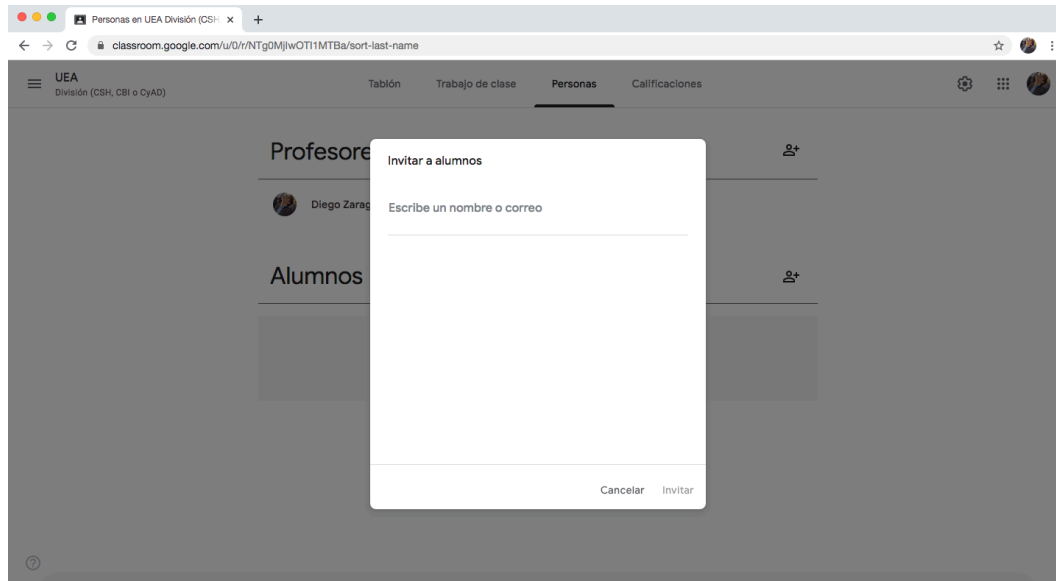 Personas en UEA División (CSH
classroom.google.com/u/0/r/NTg0MjIwOTI1MTBa/sort-last-name
UEA
División (CSH, CBI o CyAD)
Tablón
Trabajo de clase
Personas
Calificaciones
Profesore
Invitar a alumnos
Diego Zarag
Escribe un nombre o correo
Alumnos
Cancelar
Invitar